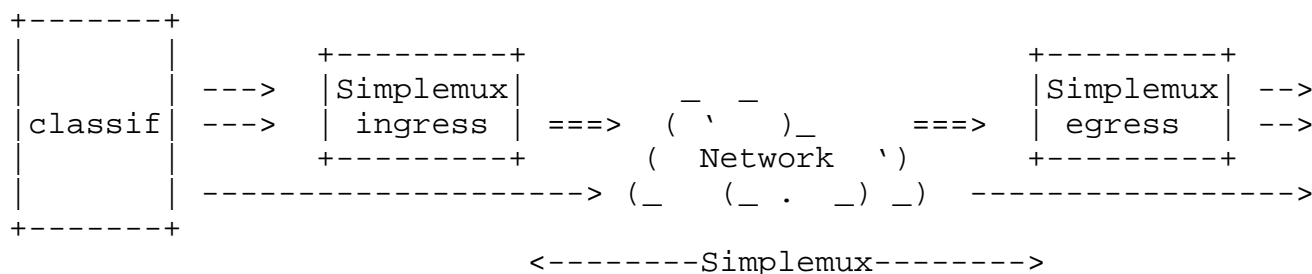 +-------+
|       |       +---------+                          +---------+
|       | --->  |Simplemux|         _  _             |Simplemux| -->
|classif| --->  | ingress | ===>  ( `   )_     ===>  | egress  | -->
|       |       +---------+      (  Network  `)      +---------+
|       | -------------------> (_   (_ .  _) _)  ----------------->
+-------+
<--------Simplemux-------->